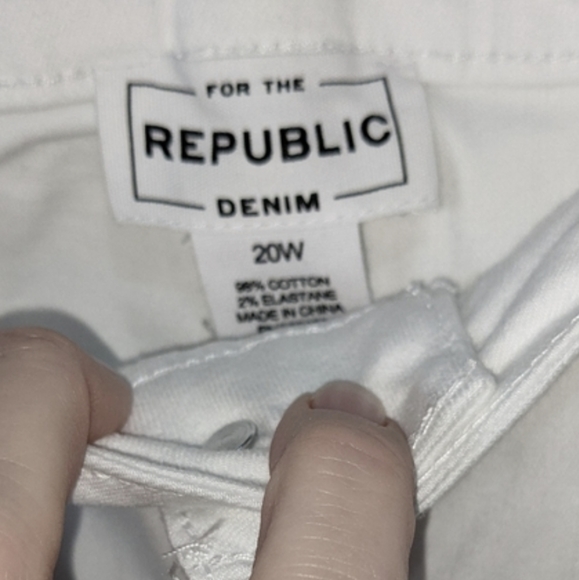 FOR THE
REPUBLIC
DENIM
20W
98% COTTON
2% ELASTANE
MADE IN CHINA